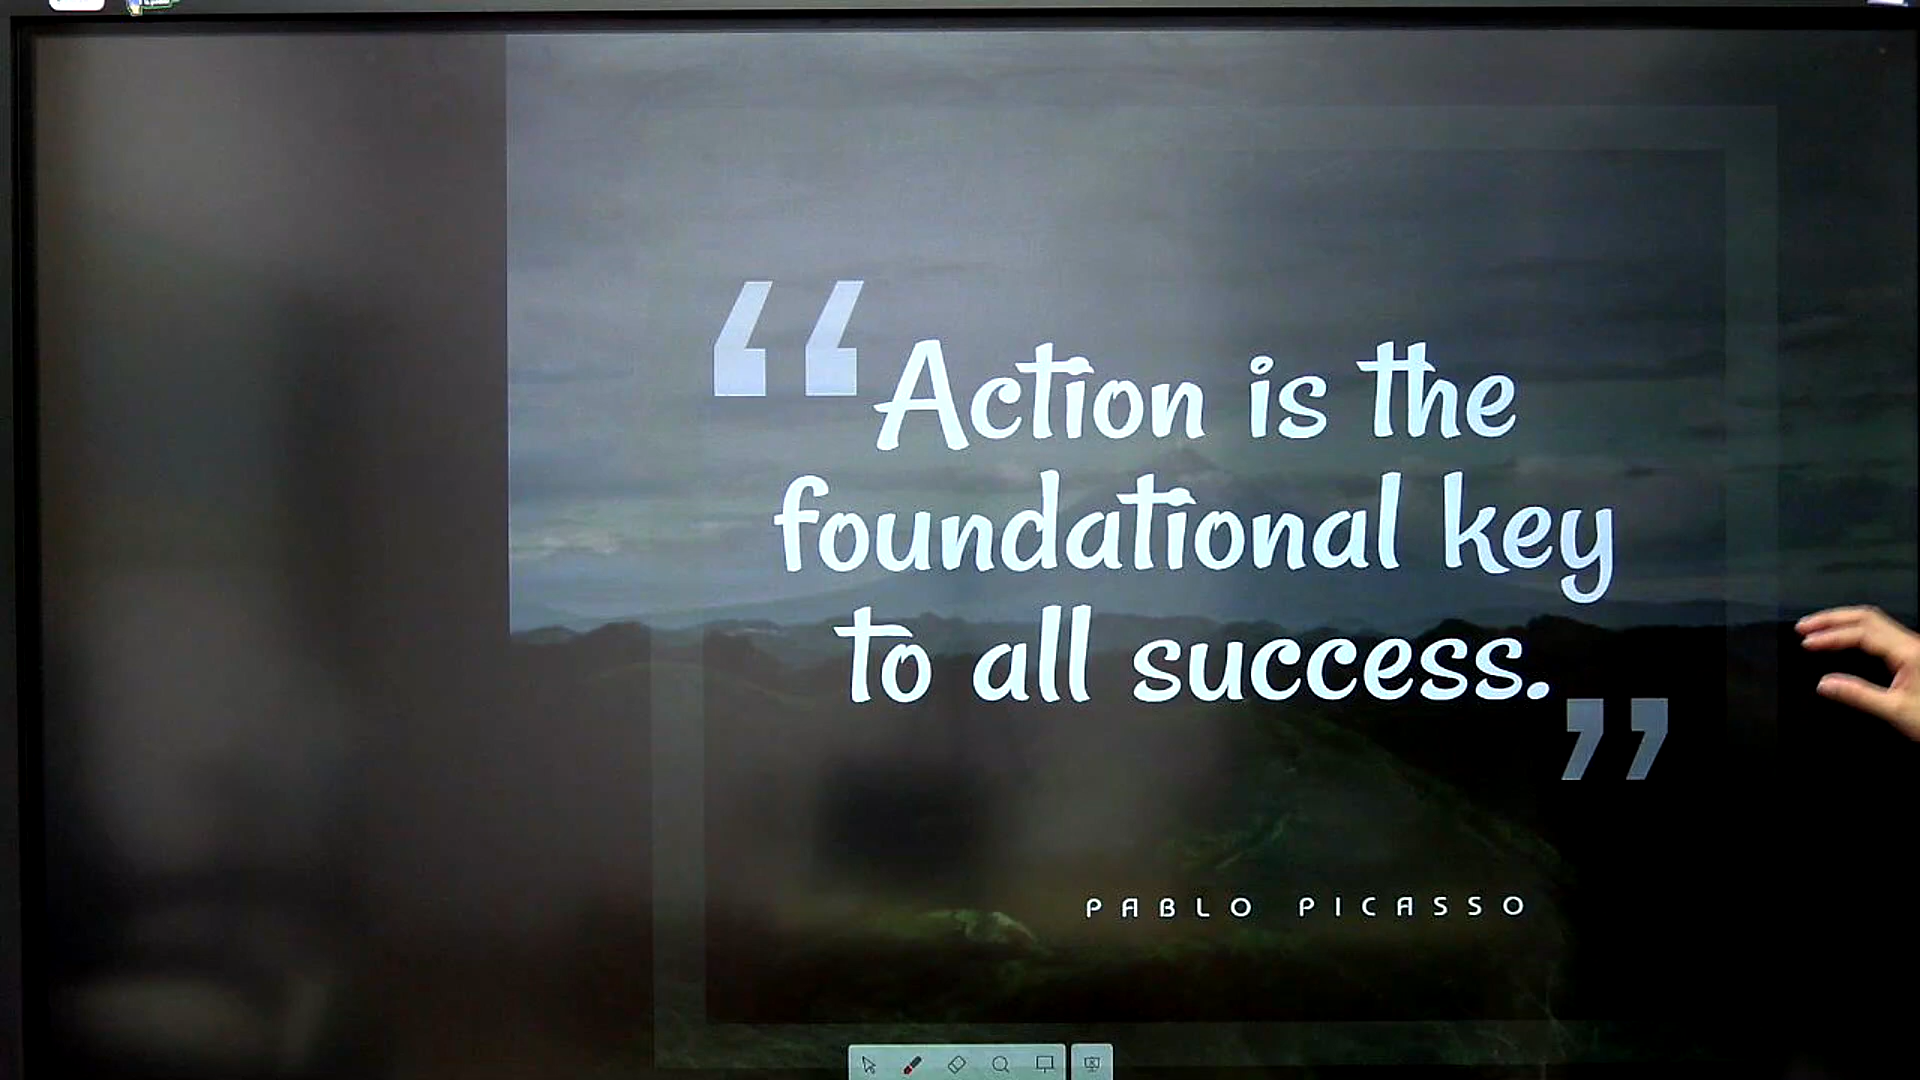 “Action is the
foundational key
to all success.”
PABLO PICASSO